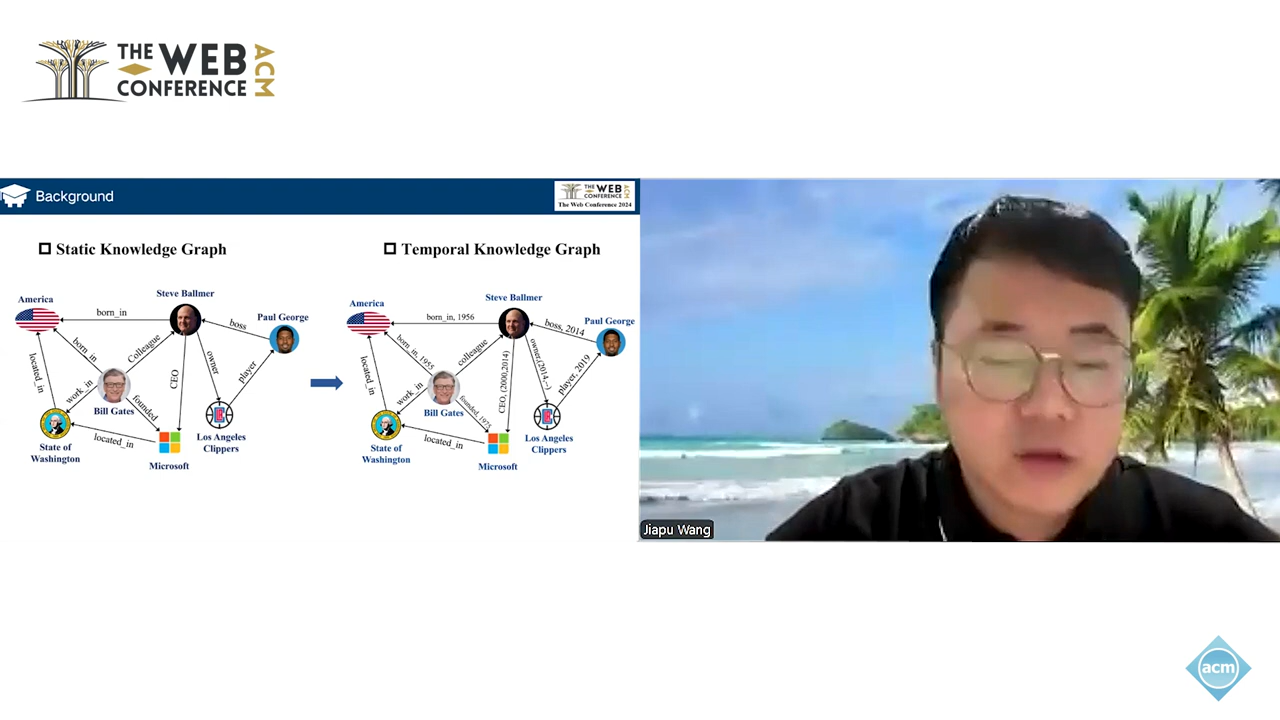 THE WEB
CONFERENCE
ACM
Background
THE WEB
CONFERENCE
ACM
The Web Conference 2024
Static Knowledge Graph
Temporal Knowledge Graph
America
Steve Ballmer
Paul George
born_in
boss
born_in
Colleague
located_in
work_in
Bill Gates
founded
CEO
owner
player
State of
Washington
located_in
Microsoft
Los Angeles
Clippers
America
Steve Ballmer
Paul George
born_in, 1956
boss, 2014
born_in, 1955
colleague
located_in
work_in
Bill Gates
founded, 1975
CEO, (2000,2014)
owner,(2014,~)
player, 2019
State of
Washington
located_in
Microsoft
Los Angeles
Clippers
Jiapu Wang
acm